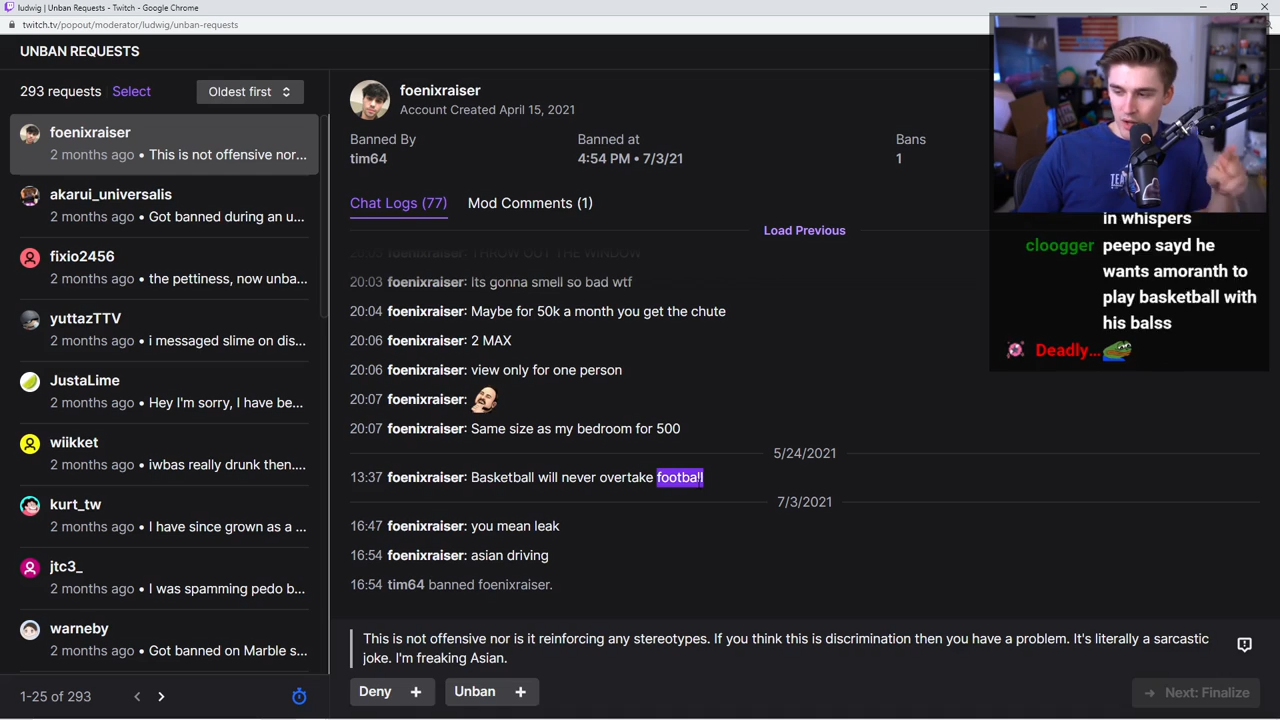 ludwig | Unban Requests - Twitch - Google Chrome
twitch.tv/popout/moderator/ludwig/unban-requests
UNBAN REQUESTS
293 requests Select Oldest first
foenixraiser
2 months ago • This is not offensive nor...
akarui_universalis
2 months ago • Got banned during an u...
fixio2456
2 months ago • the pettiness, now unba...
yuttazTTV
2 months ago • i messaged slime on dis...
JustaLime
2 months ago • Hey I'm sorry, I have be...
wiikket
2 months ago • iwbas really drunk then....
kurt_tw
2 months ago • I have since grown as a ...
jtc3_
2 months ago • I was spamming pedo b...
warneby
2 months ago • Got banned on Marble s...
1-25 of 293
foenixraiser
Account Created April 15, 2021
Banned By Banned at Bans
tim64 4:54 PM • 7/3/21 1
Chat Logs (77) Mod Comments (1)
Load Previous
20:03 foenixraiser: THROW OUT THE WINDOW
20:03 foenixraiser: Its gonna smell so bad wtf
20:04 foenixraiser: Maybe for 50k a month you get the chute
20:06 foenixraiser: 2 MAX
20:06 foenixraiser: view only for one person
20:07 foenixraiser:
20:07 foenixraiser: Same size as my bedroom for 500
5/24/2021
13:37 foenixraiser: Basketball will never overtake football
7/3/2021
16:47 foenixraiser: you mean leak
16:54 foenixraiser: asian driving
16:54 tim64 banned foenixraiser.
This is not offensive nor is it reinforcing any stereotypes. If you think this is discrimination then you have a problem. It's literally a sarcastic
joke. I'm freaking Asian.
Deny + Unban + → Next: Finalize
in whispers
cloogger peepo sayd he
wants amoranth to
play basketball with
his balss
Deadly...